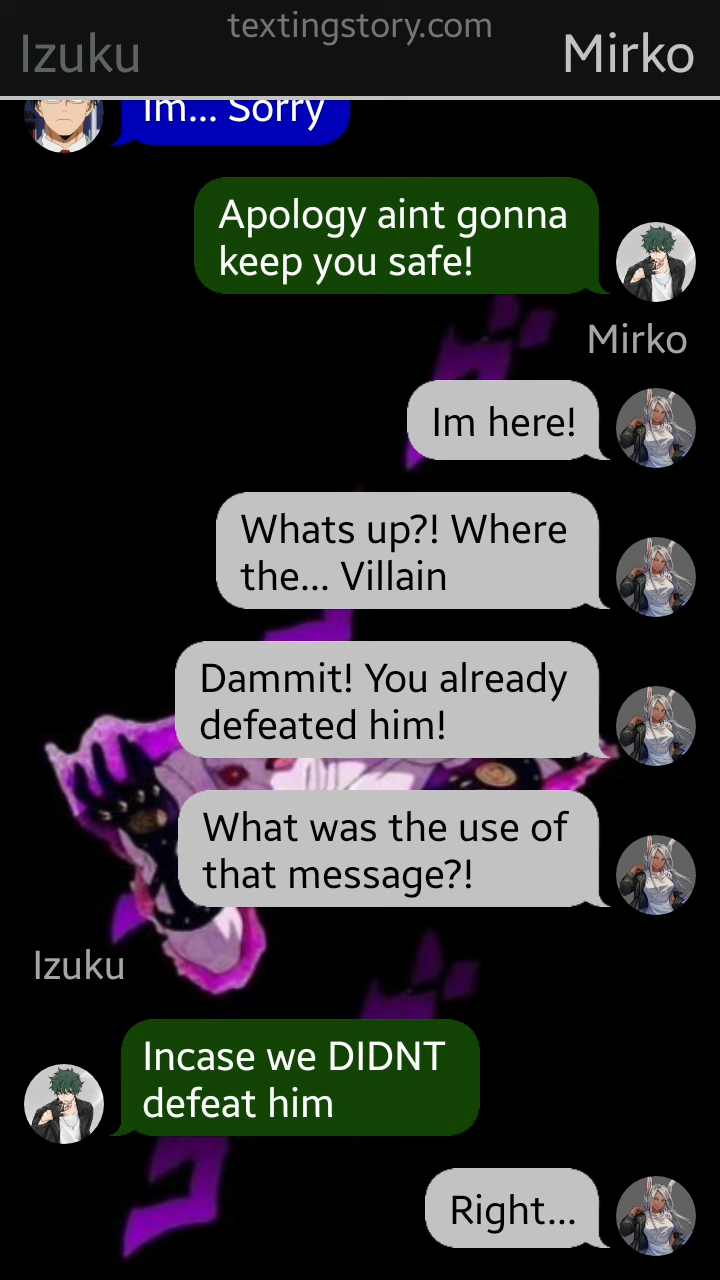 textingstory.com
Izuku
Mirko
Im... Sorry
Apology aint gonna
keep you safe!
Mirko
Im here!
Whats up?! Where
the... Villain
Dammit! You already
defeated him!
What was the use of
that message?!
Izuku
Incase we DIDNT
defeat him
Right...